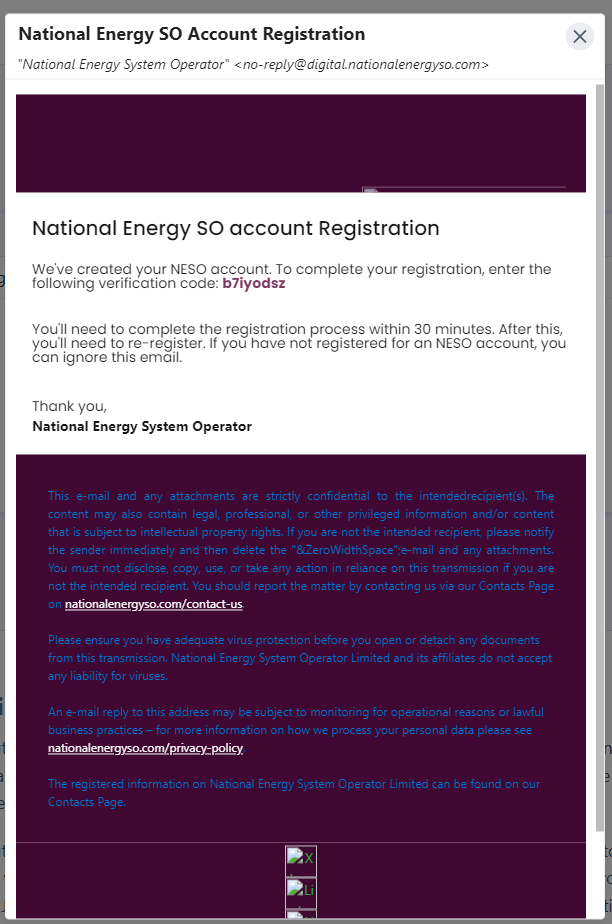 National Energy SO Account Registration
"National Energy System Operator" <no-reply@digital.nationalenergyso.com>
National Energy SO account Registration
We've created your NESO account. To complete your registration, enter the
following verification code: b7iyodsz
You'll need to complete the registration process within 30 minutes. After this,
you'll need to re-register. If you have not registered for an NESO account, you
can ignore this email.
Thank you,
National Energy System Operator
This e-mail and any attachments are strictly confidential to the intendedrecipient(s). The
content may also contain legal, professional, or other privileged information and/or content
that is subject to intellectual property rights. If you are not the intended recipient, please notify
the sender immediately and then delete the "&ZeroWidthSpace";e-mail and any attachments.
You must not disclose, copy, use, or take any action in reliance on this transmission if you are
not the intended recipient. You should report the matter by contacting us via our Contacts Page
on nationalenergyso.com/contact-us.
Please ensure you have adequate virus protection before you open or detach any documents
from this transmission. National Energy System Operator Limited and its affiliates do not accept
any liability for viruses.
An e-mail reply to this address may be subject to monitoring for operational reasons or lawful
business practices – for more information on how we process your personal data please see
nationalenergyso.com/privacy-policy.
The registered information on National Energy System Operator Limited can be found on our
Contacts Page.
X
Li